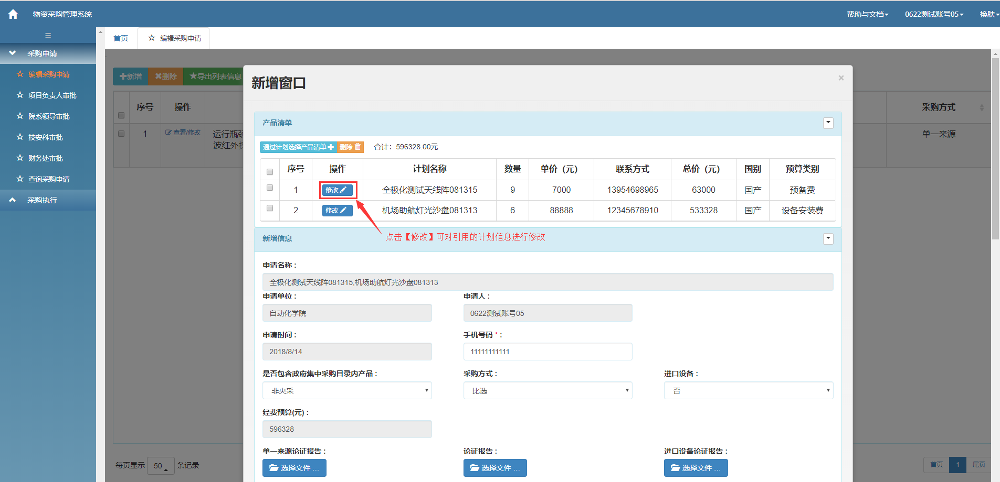 物资采购管理系统
帮助与文档
0622测试账号05
换肤
首页
编辑采购申请
采购申请
编辑采购申请
项目负责人审批
院系领导审批
技安科审批
财务处审批
查询采购申请
采购执行
新增
删除
导出列表信息
序号 操作 采购方式
1 查看/修改 运行瓶颈 单一来源
波红外探
新增窗口
×
产品清单
通过计划选择产品清单 删除 合计：596328.00元
序号 操作 计划名称 数量 单价（元） 联系方式 总价（元） 国别 预算类别
1 修改 全极化测试天线阵081315 9 7000 13954698965 63000 国产 预备费
2 修改 机场助航灯光沙盘081313 6 88888 12345678910 533328 国产 设备安装费
点击【修改】可对引用的计划信息进行修改
新增信息
申请名称：
全极化测试天线阵081315,机场助航灯光沙盘081313
申请单位： 申请人：
自动化学院 0622测试账号05
申请时间： 手机号码 *：
2018/8/14 11111111111
是否包含政府集中采购目录内产品： 采购方式： 进口设备：
非央采 比选 否
经费预算(元)：
596328
单一来源论证报告： 论证报告： 进口设备论证报告：
选择文件 ... 选择文件 ... 选择文件 ...
每页显示 50 条记录
首页 1 尾页